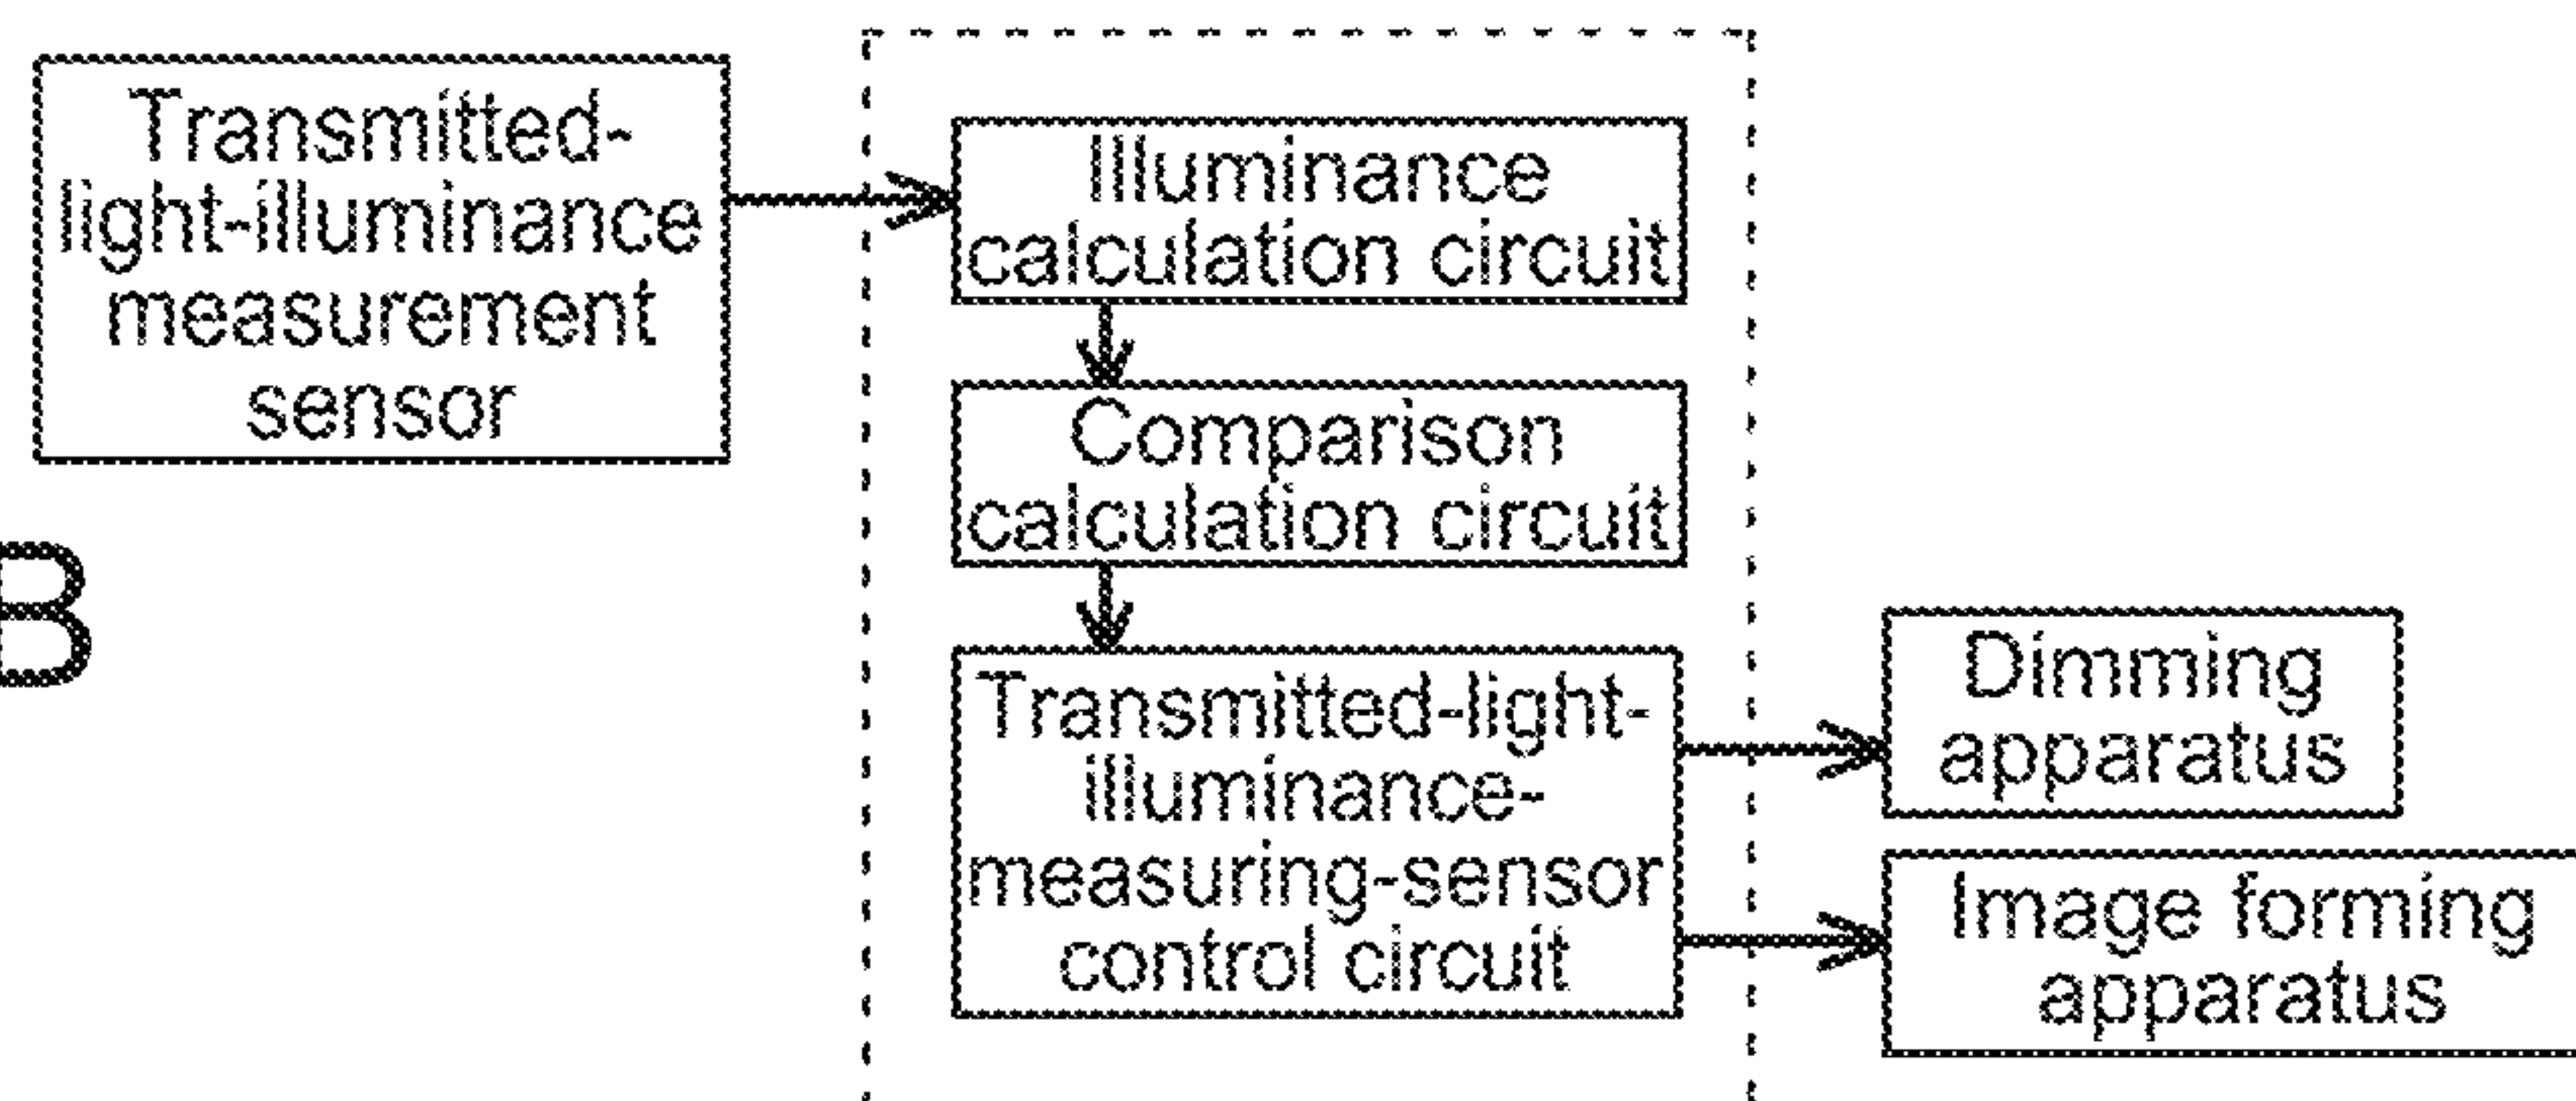 Transmitted-
light-illuminance
measurement
sensor
Illuminance
calculation circuit
Comparison
calculation circuit
B
Transmitted-light-
illuminance-
measuring-sensor
control circuit
Dimming
apparatus
Image forming
apparatus